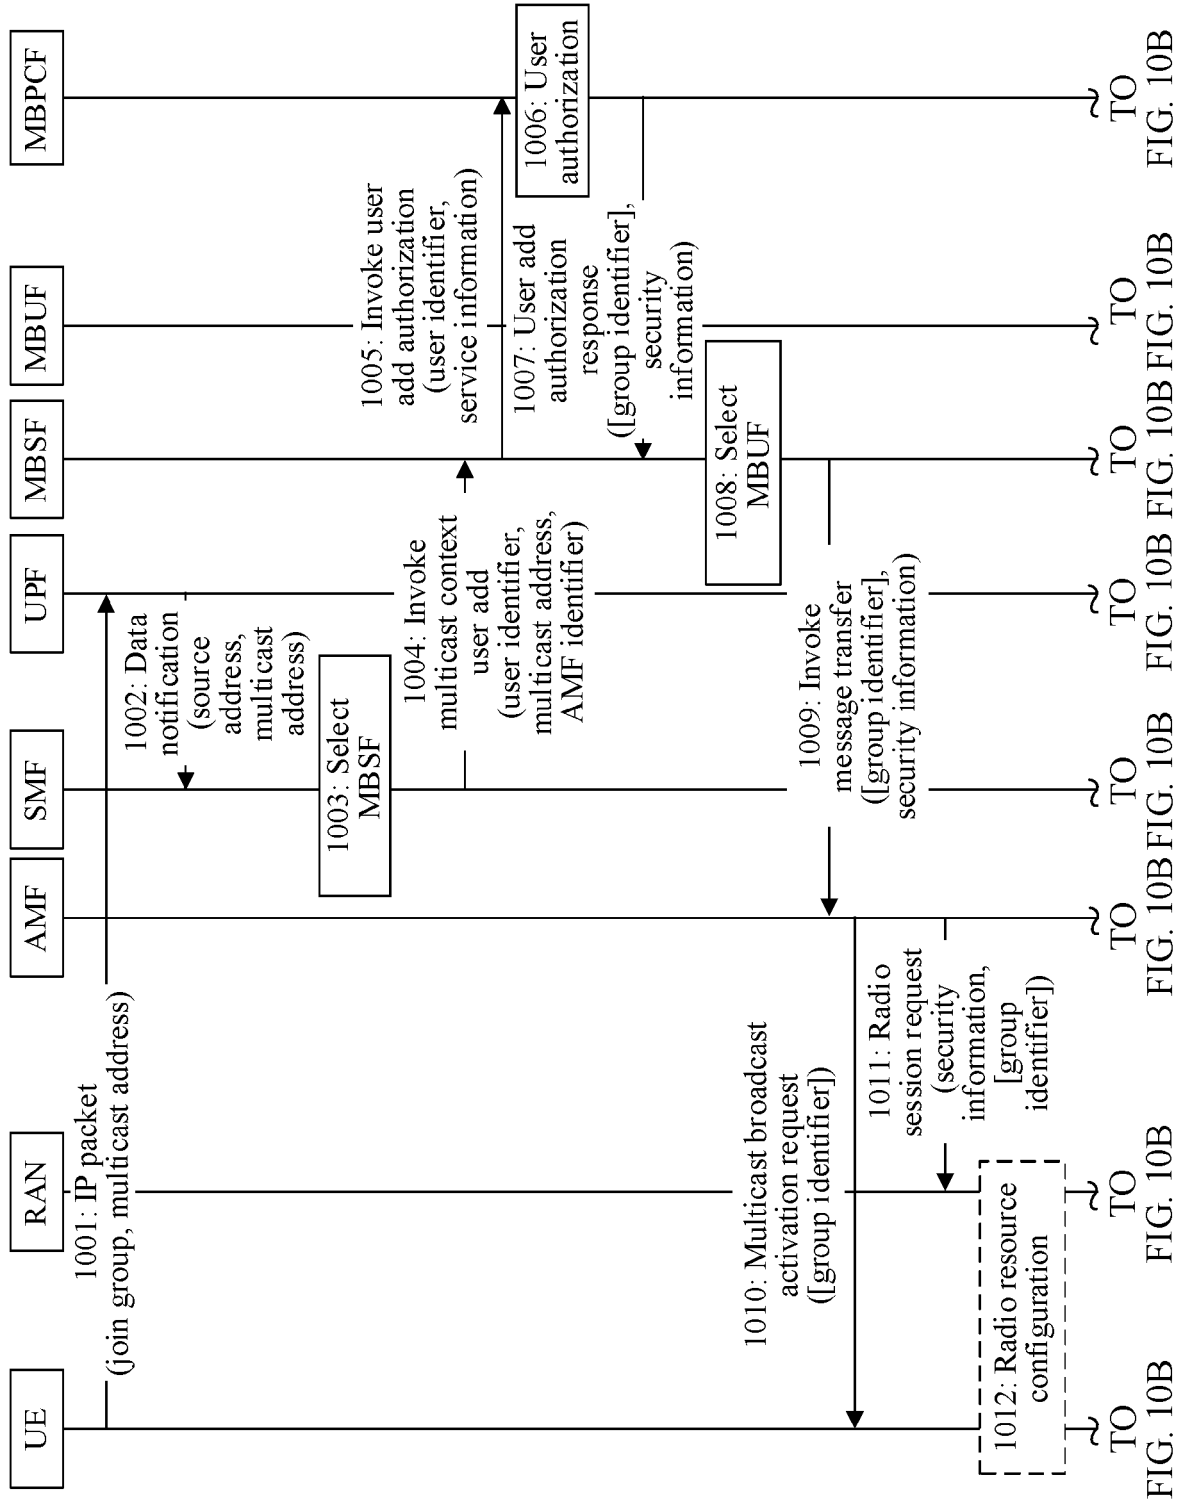 UE
RAN
AMF
SMF
UPF
MBSF
MBUF
MBPCF
1001: IP packet
(join group, multicast address)
1002: Data
notification
(source
address,
multicast
address)
1003: Select
MBSF
1004: Invoke
multicast context
user add
(user identifier,
multicast address,
AMF identifier)
1005: Invoke user
add authorization
(user identifier,
service information)
1006: User
authorization
1007: User add
authorization
response
([group identifier],
security
information)
1008: Select
MBUF
1009: Invoke
message transfer
([group identifier],
security information)
1010: Multicast broadcast
activation request
([group identifier])
1011: Radio
session request
(security
information,
[group
identifier])
1012: Radio resource
configuration
TO
FIG. 10B
TO
FIG. 10B
TO
FIG. 10B
TO
FIG. 10B
TO
FIG. 10B
TO
FIG. 10B
TO
FIG. 10B
TO
FIG. 10B